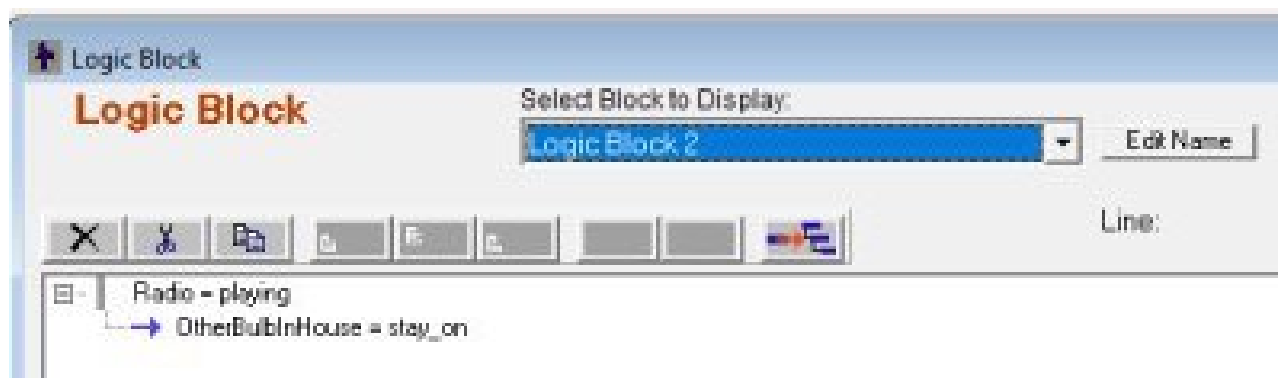 Logic Block
Logic Block
Select Block to Display:
Logic Block 2
Edit Name
Line:
Radio = playing
OtherBulbInHouse = stay_on